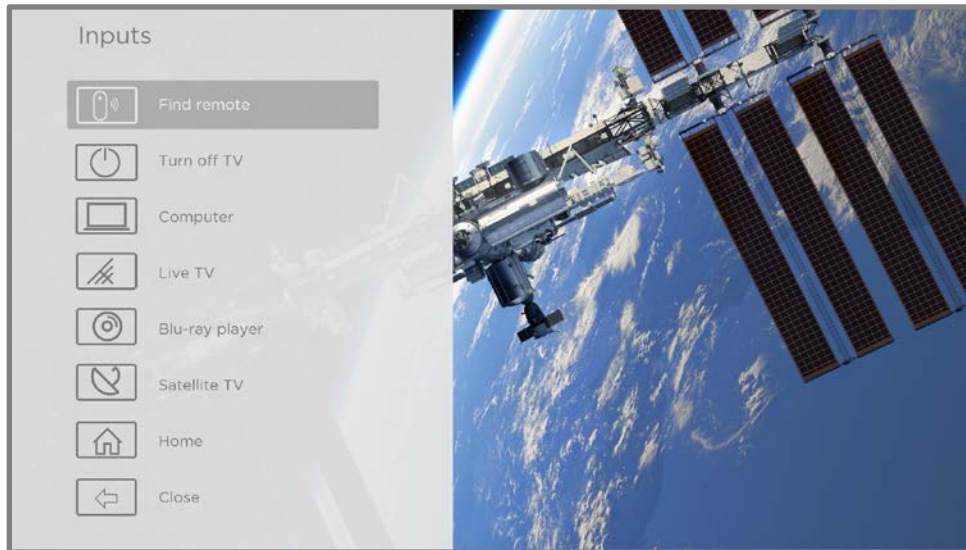 Inputs
Find remote
Turn off TV
Computer
Live TV
Blu-ray player
Satellite TV
Home
Close